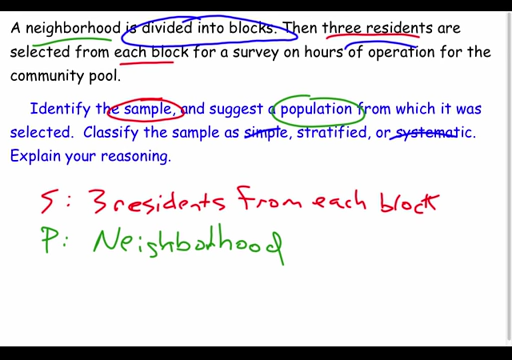 A neighborhood is divided into blocks. Then three residents are
selected from each block for a survey on hours of operation for the
community pool.
Identify the sample, and suggest a population from which it was
selected. Classify the sample as simple, stratified, or systematic.
Explain your reasoning.
S: 3 residents from each block
P: Neighborhood